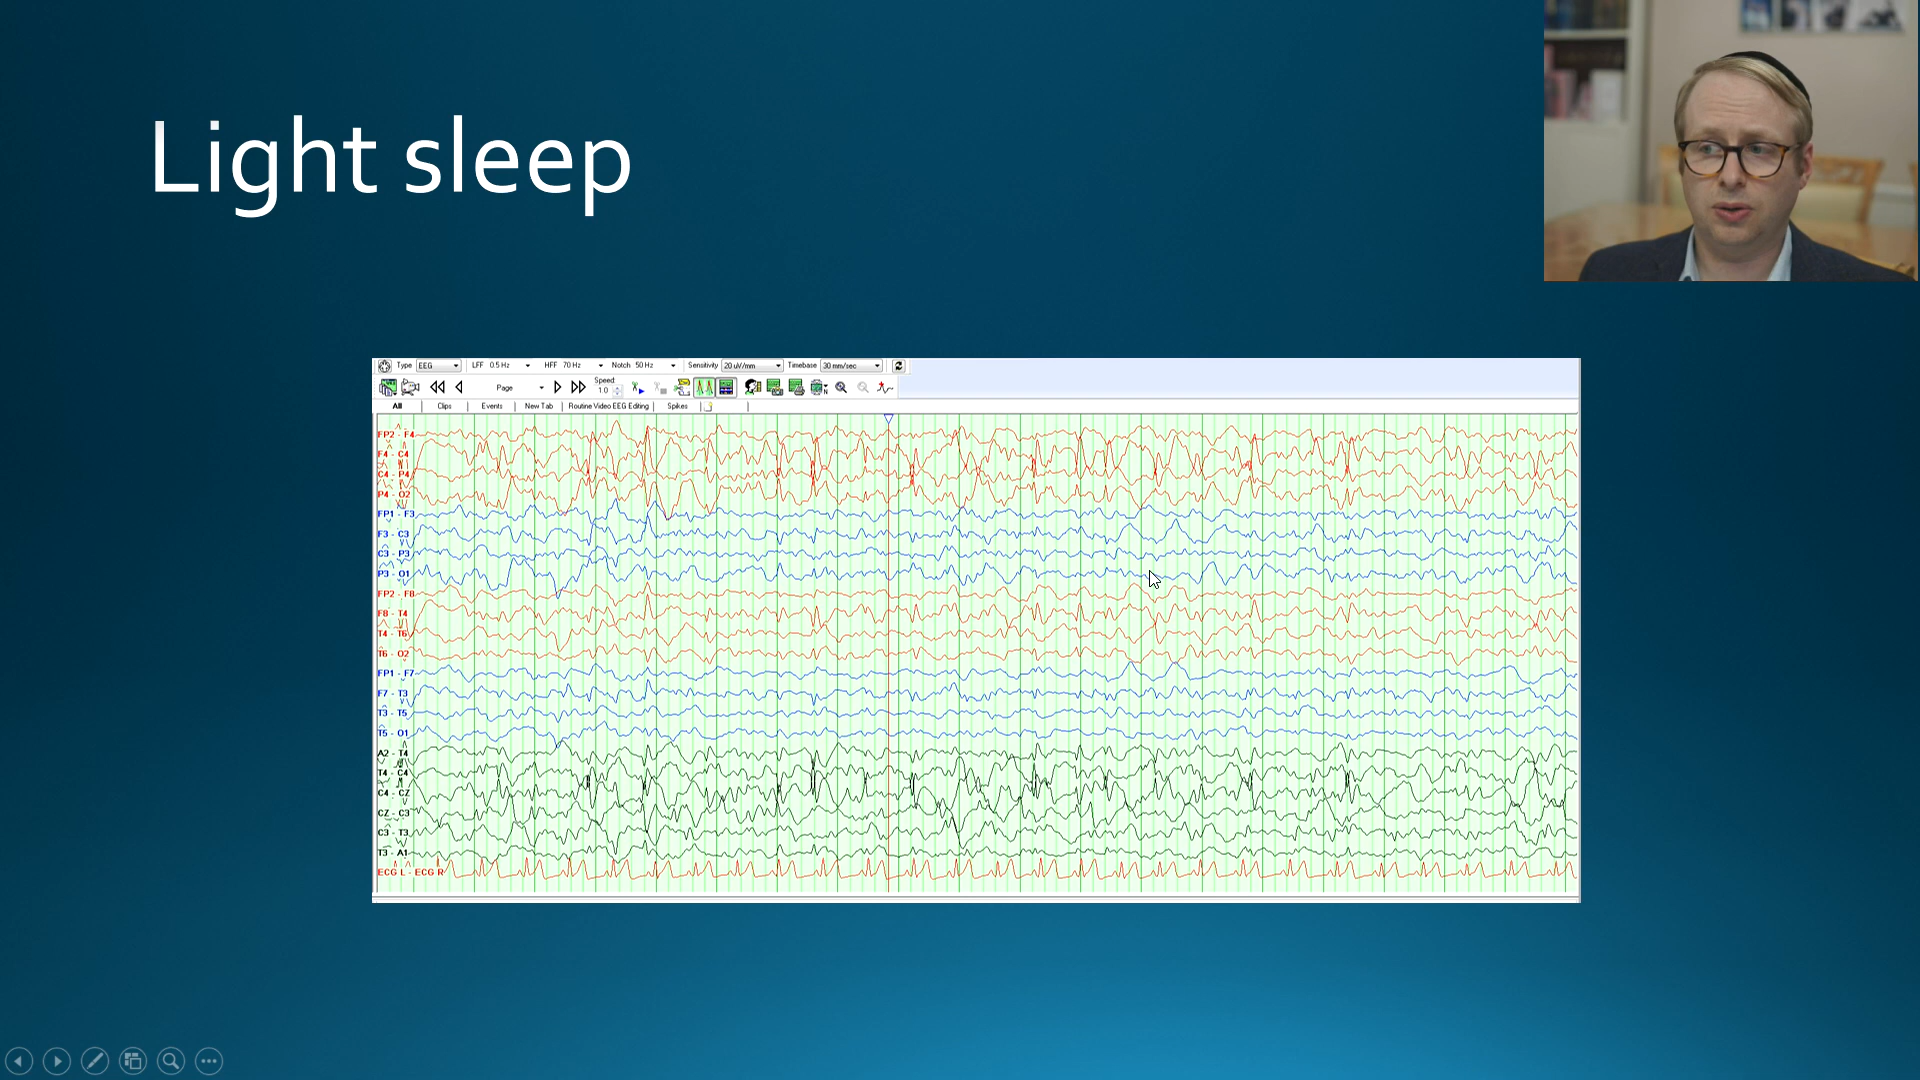 Light sleep
Type EEG LFF 0.5 Hz HFF 70 Hz Notch 50 Hz Sensitivity 20 uV/mm Timebase 30 mm/sec
Page Speed 1.0
All Clips Events New Tab Routine Video EEG Editing Spikes
FP2 - F4
F4 - C4
C4 - P4
P4 - O2
FP1 - F3
F3 - C3
C3 - P3
P3 - O1
FP2 - F8
F8 - T4
T4 - T6
T6 - O2
FP1 - F7
F7 - T3
T3 - T5
T5 - O1
A2 - T4
T4 - C4
C4 - CZ
CZ - C3
C3 - T3
T3 - A1
ECG L - ECG R